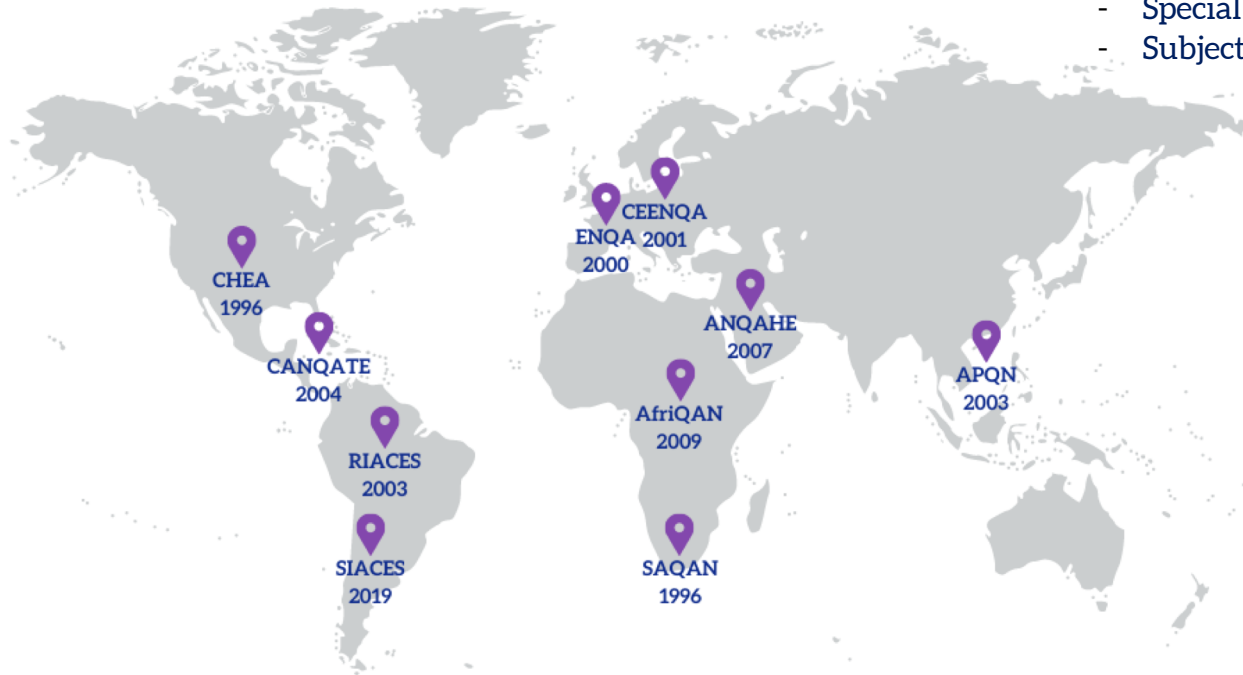 - Special
- Subject
CEENQA
2001
ENQA
2000
CHEA
1996
ANQAHE
2007
CANQATE
2004
APQN
2003
AfriQAN
2009
RIACES
2003
SIACES
2019
SAQAN
1996